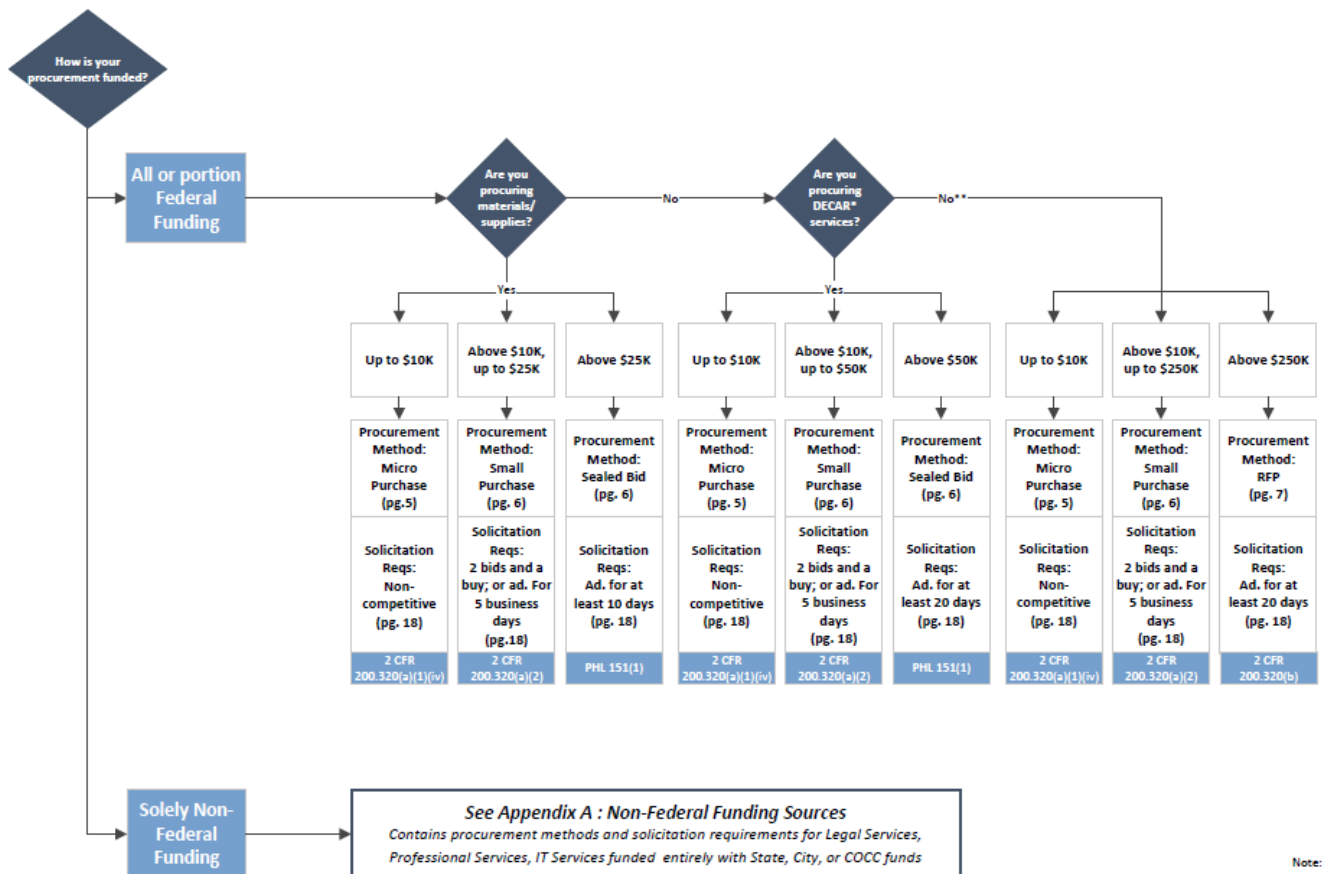 How is your
procurement funded?
All or portion
Federal
Funding
Are you
procuring
materials/
supplies?
No
Are you
procuring
DECAR*
services?
No**
Yes
Yes
Up to $10K
Above $10K,
up to $25K
Above $25K
Up to $10K
Above $10K,
up to $50K
Above $50K
Up to $10K
Above $10K,
up to $250K
Above $250K
Procurement
Method:
Micro
Purchase
(pg.5)
Procurement
Method:
Small
Purchase
(pg. 6)
Procurement
Method:
Sealed Bid
(pg. 6)
Procurement
Method:
Micro
Purchase
(pg. 5)
Procurement
Method:
Small
Purchase
(pg. 6)
Procurement
Method:
Sealed Bid
(pg. 6)
Procurement
Method:
Micro
Purchase
(pg. 5)
Procurement
Method:
Small
Purchase
(pg. 6)
Procurement
Method:
RFP
(pg. 7)
Solicitation
Reqs:
Non-
competitive
(pg. 18)
Solicitation
Reqs:
2 bids and a
buy; or ad. For
5 business
days
(pg.18)
Solicitation
Reqs:
Ad. for at
least 10 days
(pg. 18)
Solicitation
Reqs:
Non-
competitive
(pg. 18)
Solicitation
Reqs:
2 bids and a
buy; or ad. For
5 business
days
(pg. 18)
Solicitation
Reqs:
Ad. for at
least 20 days
(pg. 18)
Solicitation
Reqs:
Non-
competitive
(pg. 18)
Solicitation
Reqs:
2 bids and a
buy; or ad. For
5 business
days
(pg. 18)
Solicitation
Reqs:
Ad. for at
least 20 days
(pg. 18)
2 CFR
200.320(a)(1)(iv)
2 CFR
200.320(a)(2)
PHL 151(1)
2 CFR
200.320(a)(1)(iv)
2 CFR
200.320(a)(2)
PHL 151(1)
2 CFR
200.320(a)(1)(iv)
2 CFR
200.320(a)(2)
2 CFR
200.320(b)
Solely Non-
Federal
Funding
See Appendix A : Non-Federal Funding Sources
Contains procurement methods and solicitation requirements for Legal Services,
Professional Services, IT Services funded entirely with State, City, or COCC funds
Note: